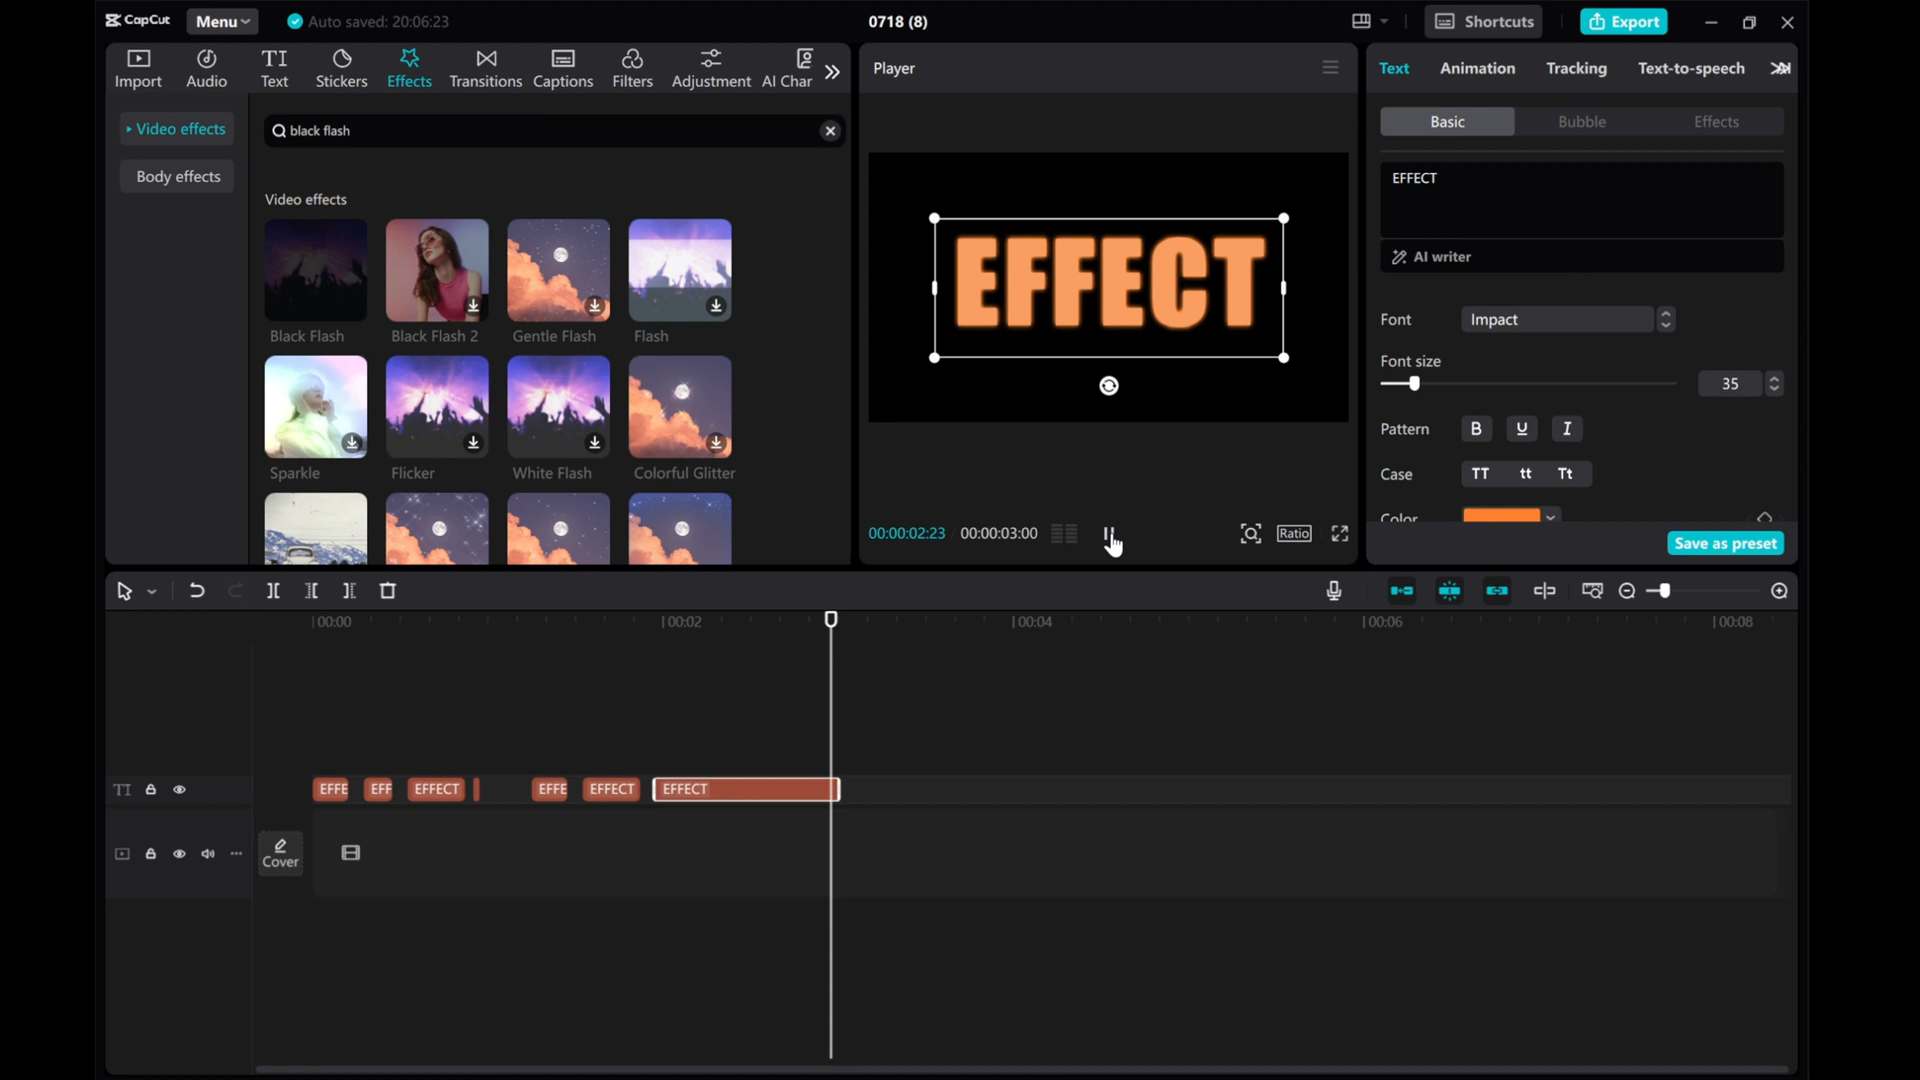 CapCut
Menu
Auto saved: 20:06:23
0718 (8)
Shortcuts
Export
Import
Audio
TI
Text
Stickers
Effects
Transitions
Captions
Filters
Adjustment
AI Char
Player
Text
Animation
Tracking
Text-to-speech
Video effects
Body effects
black flash
Video effects
Black Flash
Black Flash 2
Gentle Flash
Flash
Sparkle
Flicker
White Flash
Colorful Glitter
EFFECT
00:00:02:23
00:00:03:00
Ratio
Basic
Bubble
Effects
EFFECT
AI writer
Font
Impact
Font size
35
Pattern
B
U
I
Case
TT
tt
Tt
Color
Save as preset
00:00
00:02
00:04
00:06
00:08
TI
EFFE
EFF
EFFECT
EFFE
EFFECT
EFFECT
Cover